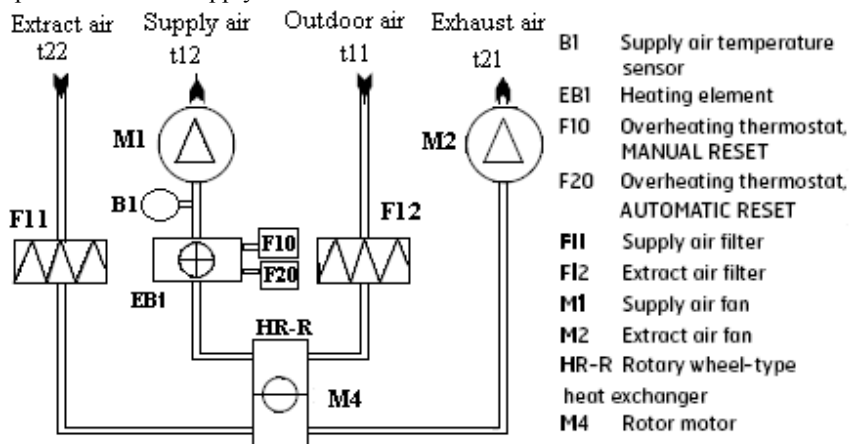 Extract air Supply air Outdoor air Exhaust air
t22 t12 t11 t21
M1
M2
B1
F11
F12
F10
F20
EB1
HR-R
M4
B1 Supply air temperature
sensor
EB1 Heating element
F10 Overheating thermostat,
MANUAL RESET
F20 Overheating thermostat,
AUTOMATIC RESET
FI1 Supply air filter
FI2 Extract air filter
M1 Supply air fan
M2 Extract air fan
HR-R Rotary wheel-type
heat exchanger
M4 Rotor motor